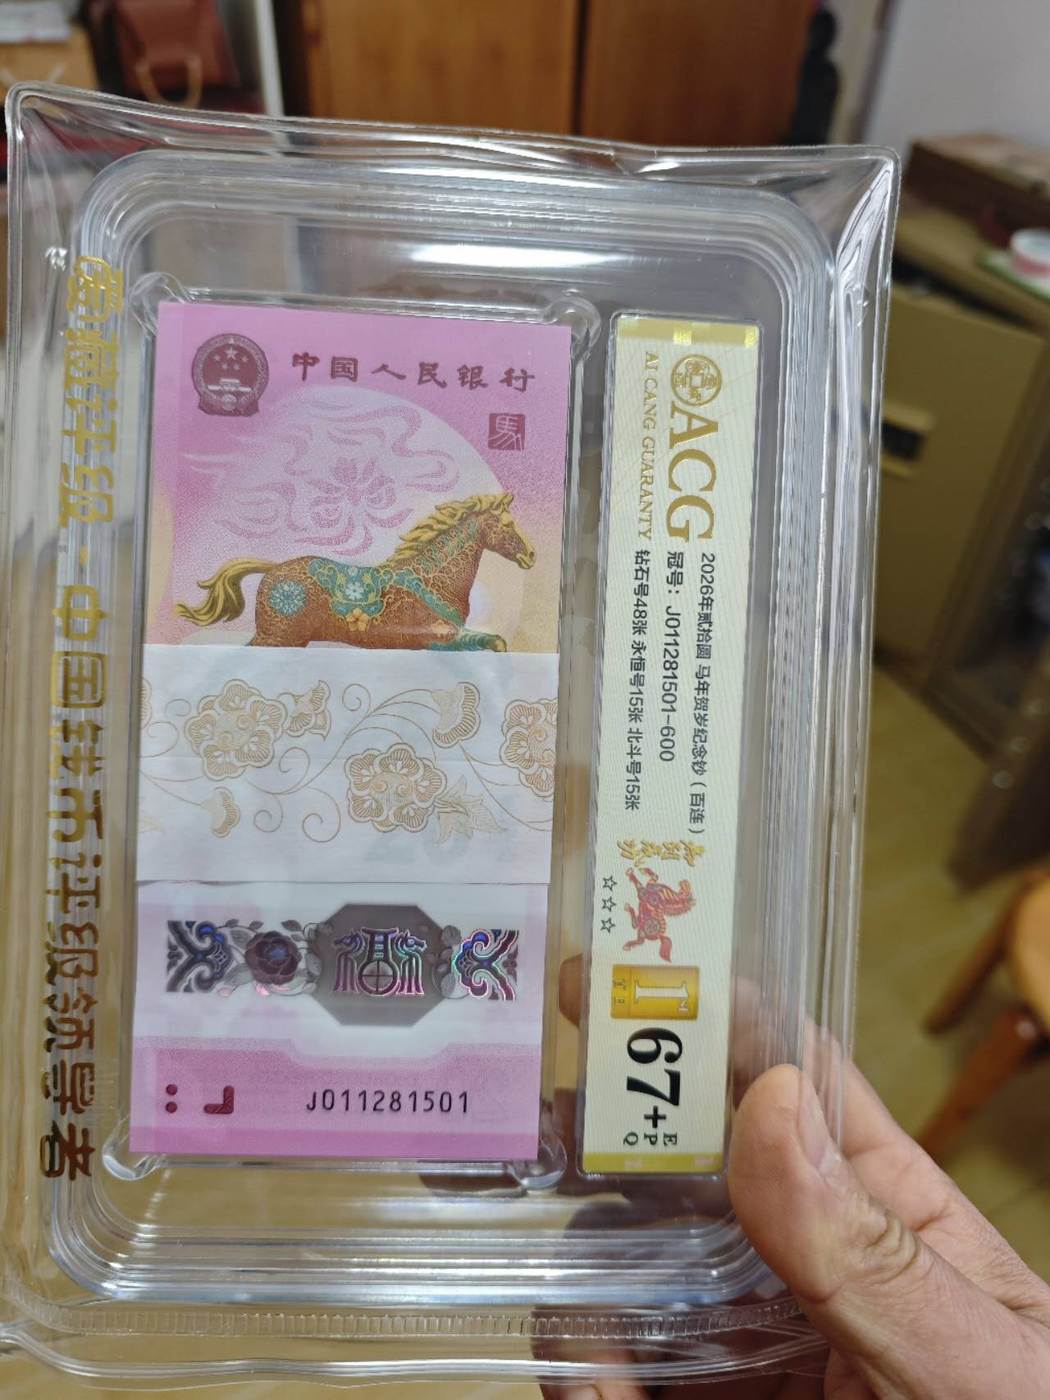 爱藏评级-中国钱币评级领导者
中国人民银行
馬
J011281501
ACG
AI CANG GUARANTY
2026年贰拾圆 马年贺岁纪念钞（百连）
冠号：J011281501-600
钻石号48张 永恒号15张 北斗号15张
☆☆☆
1
67+
EPQ